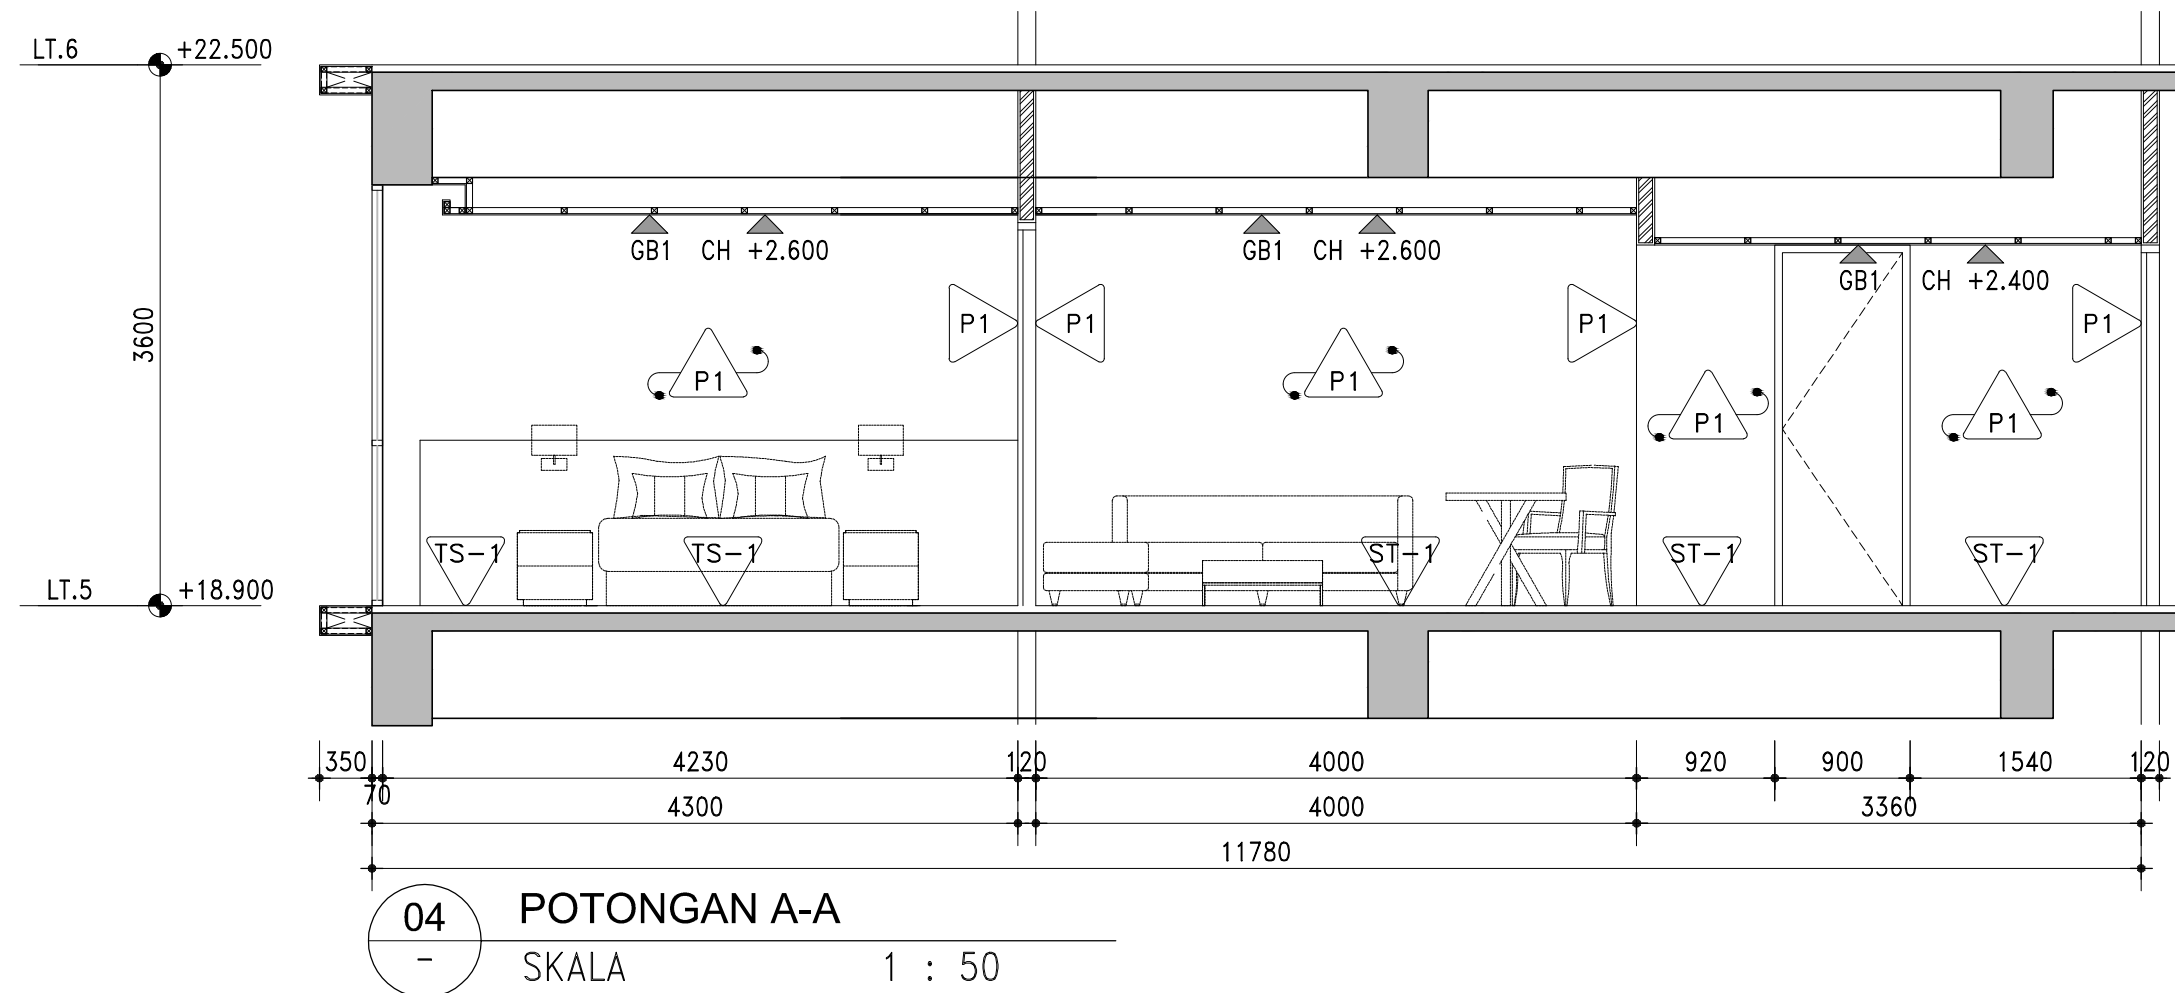 LT.6 +22.500
3600
GB1 CH +2.600 GB1 CH +2.600 GB1 CH +2.400
P1 P1 P1 P1
P1 P1 P1 P1
TS-1 TS-1 ST-1 ST-1 ST-1
LT.5 +18.900
350 70 4230 120 4000 920 900 1540 120
4300 4000 3360
11780
04 POTONGAN A-A
- SKALA 1 : 50